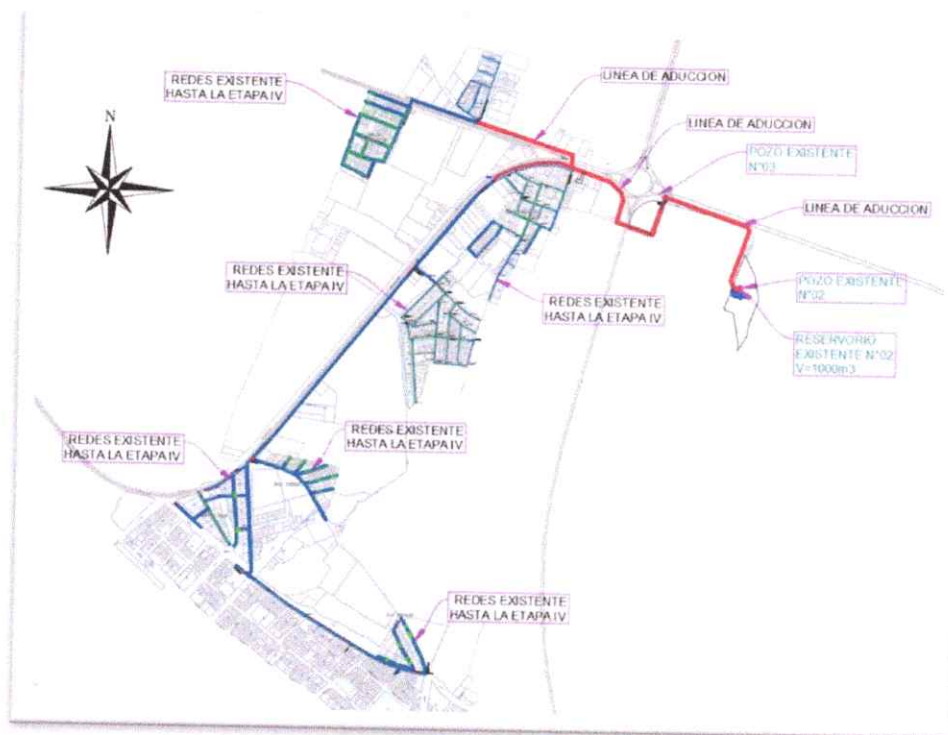 REDES EXISTENTE
HASTA LA ETAPA IV
LINEA DE ADUCCION
N
LINEA DE ADUCCION
POZO EXISTENTE
N°03
LINEA DE ADUCCION
REDES EXISTENTE
HASTA LA ETAPA IV
REDES EXISTENTE
HASTA LA ETAPA IV
POZO EXISTENTE
N°02
RESERVORIO
EXISTENTE N°02
V=1000m3
REDES EXISTENTE
HASTA LA ETAPA IV
REDES EXISTENTE
HASTA LA ETAPA IV
REDES EXISTENTE
HASTA LA ETAPA IV